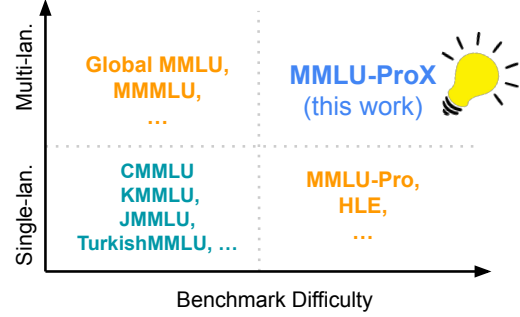 Multi-lan.
Global MMLU,
MMMLU,
…
MMLU-ProX
(this work)
Single-lan.
CMMLU
KMMLU,
JMMLU,
TurkishMMLU, …
MMLU-Pro,
HLE,
…
Benchmark Difficulty